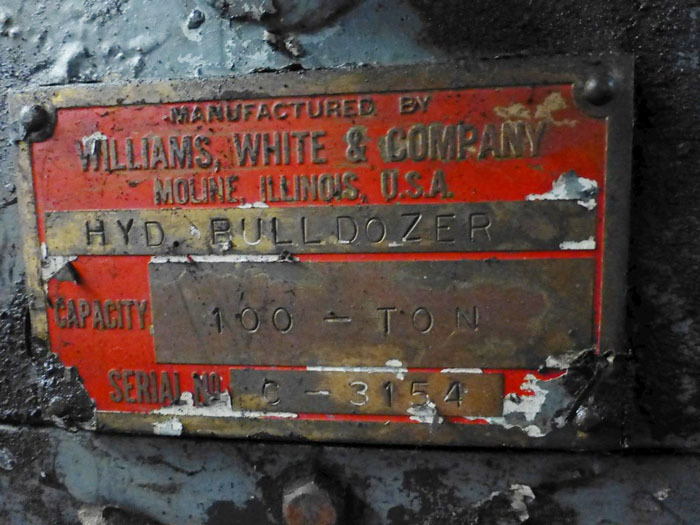 MANUFACTURED BY
WILLIAMS, WHITE & COMPANY
MOLINE, ILLINOIS, U.S.A.
HYD BULLDOZER
CAPACITY 100 - TON
SERIAL NO. C - 3154